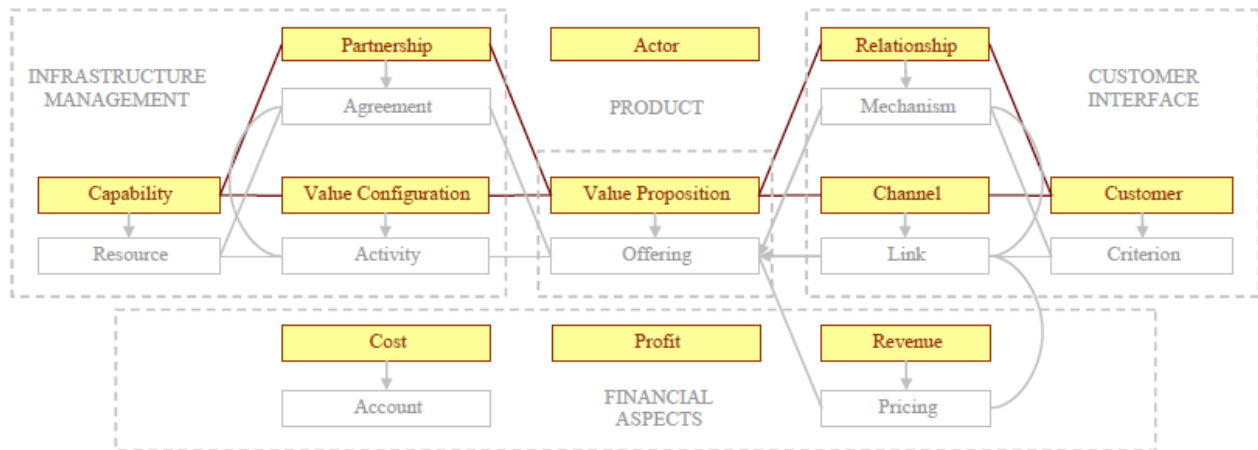 Partnership
Actor
Relationship
INFRASTRUCTURE
MANAGEMENT
Agreement
PRODUCT
Mechanism
CUSTOMER
INTERFACE
Capability
Value Configuration
Value Proposition
Channel
Customer
Resource
Activity
Offering
Link
Criterion
Cost
Profit
Revenue
Account
FINANCIAL
ASPECTS
Pricing